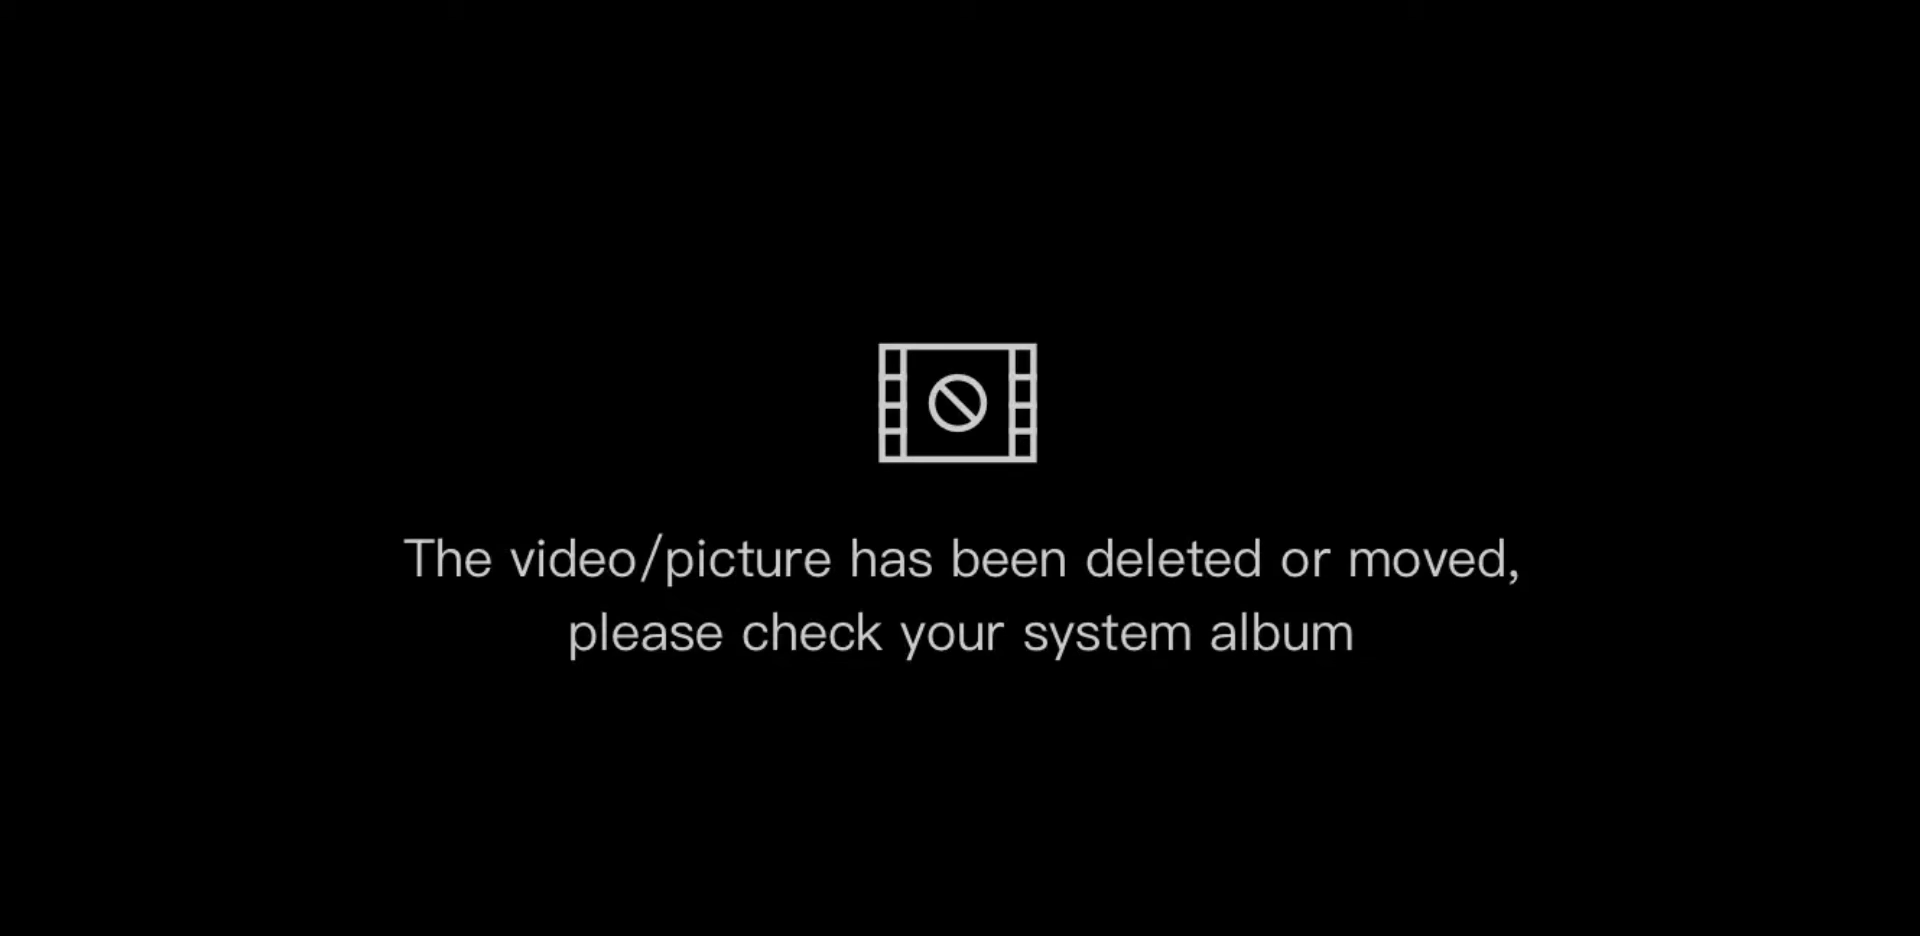 The video/picture has been deleted or moved,
please check your system album